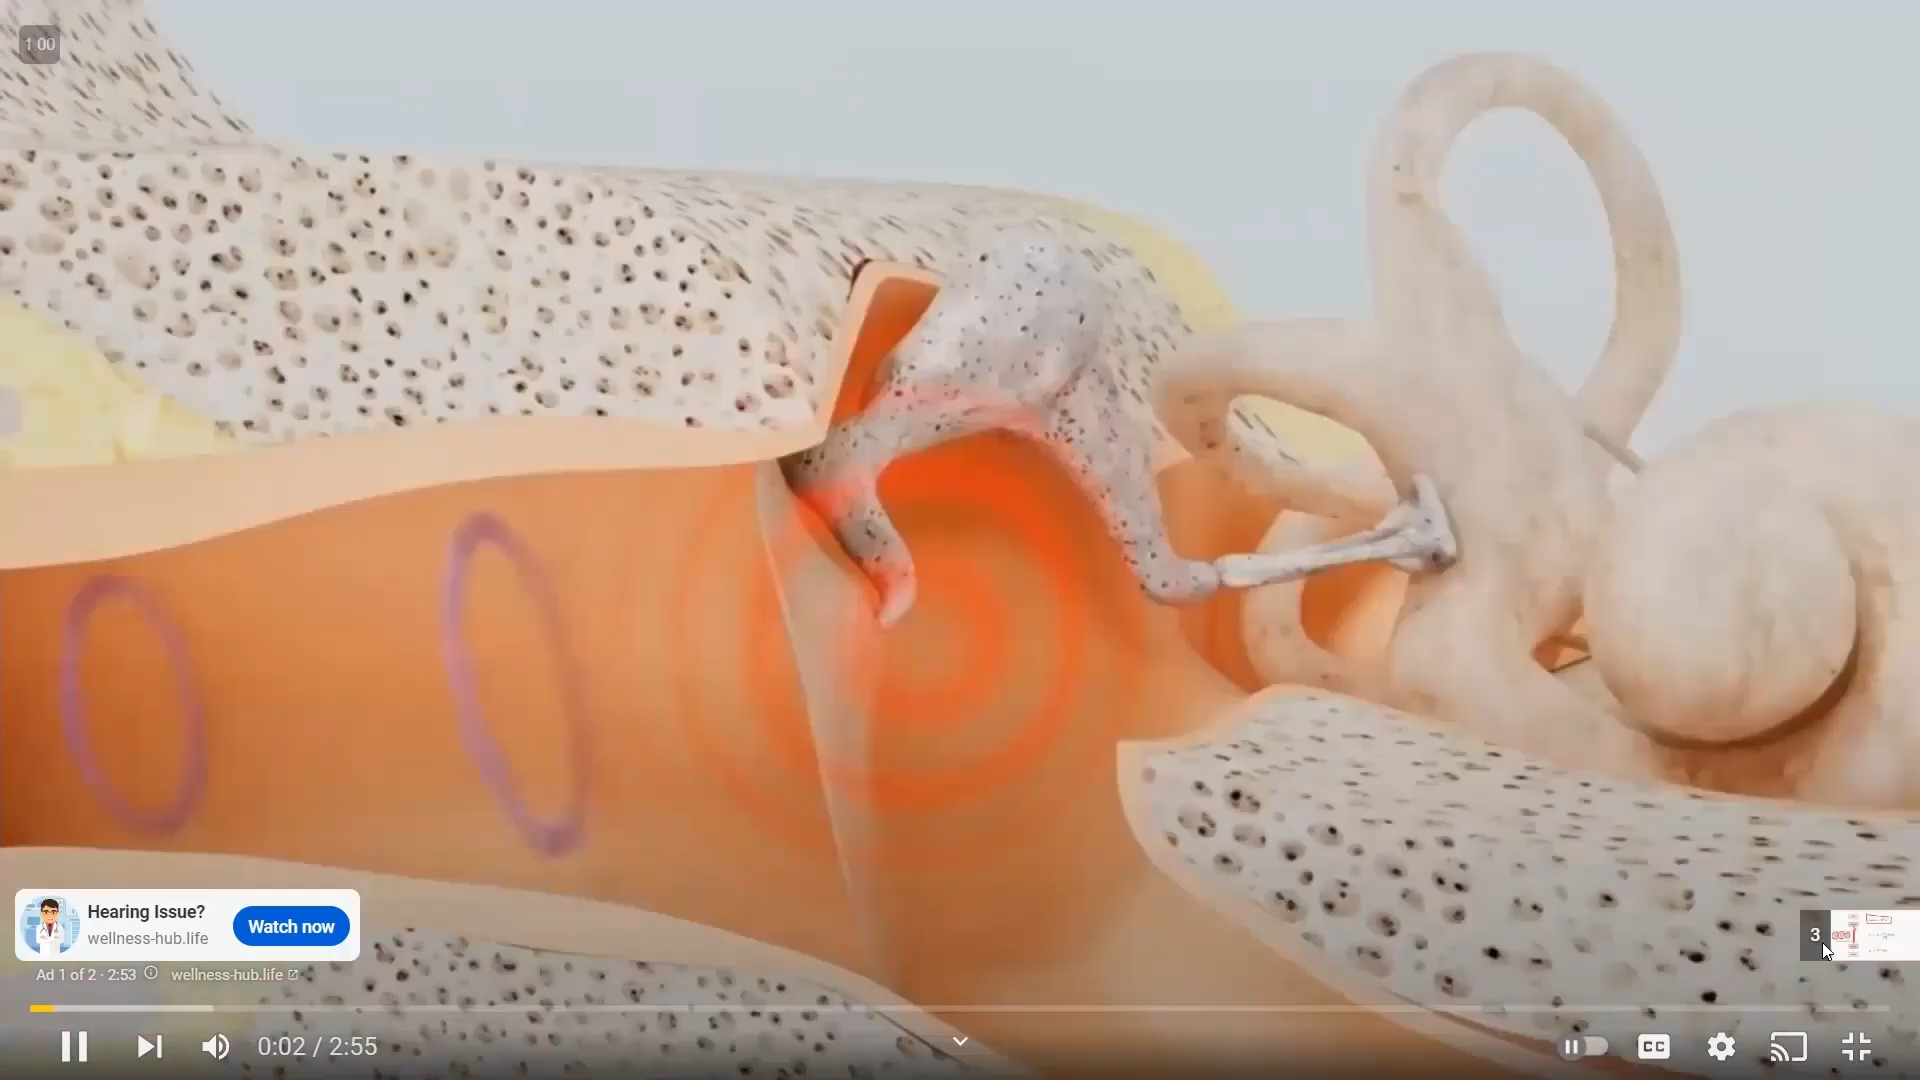 1.00
Hearing Issue?
wellness-hub.life
Watch now
Ad 1 of 2 · 2:53
wellness-hub.life
3
0:02 / 2:55
CC